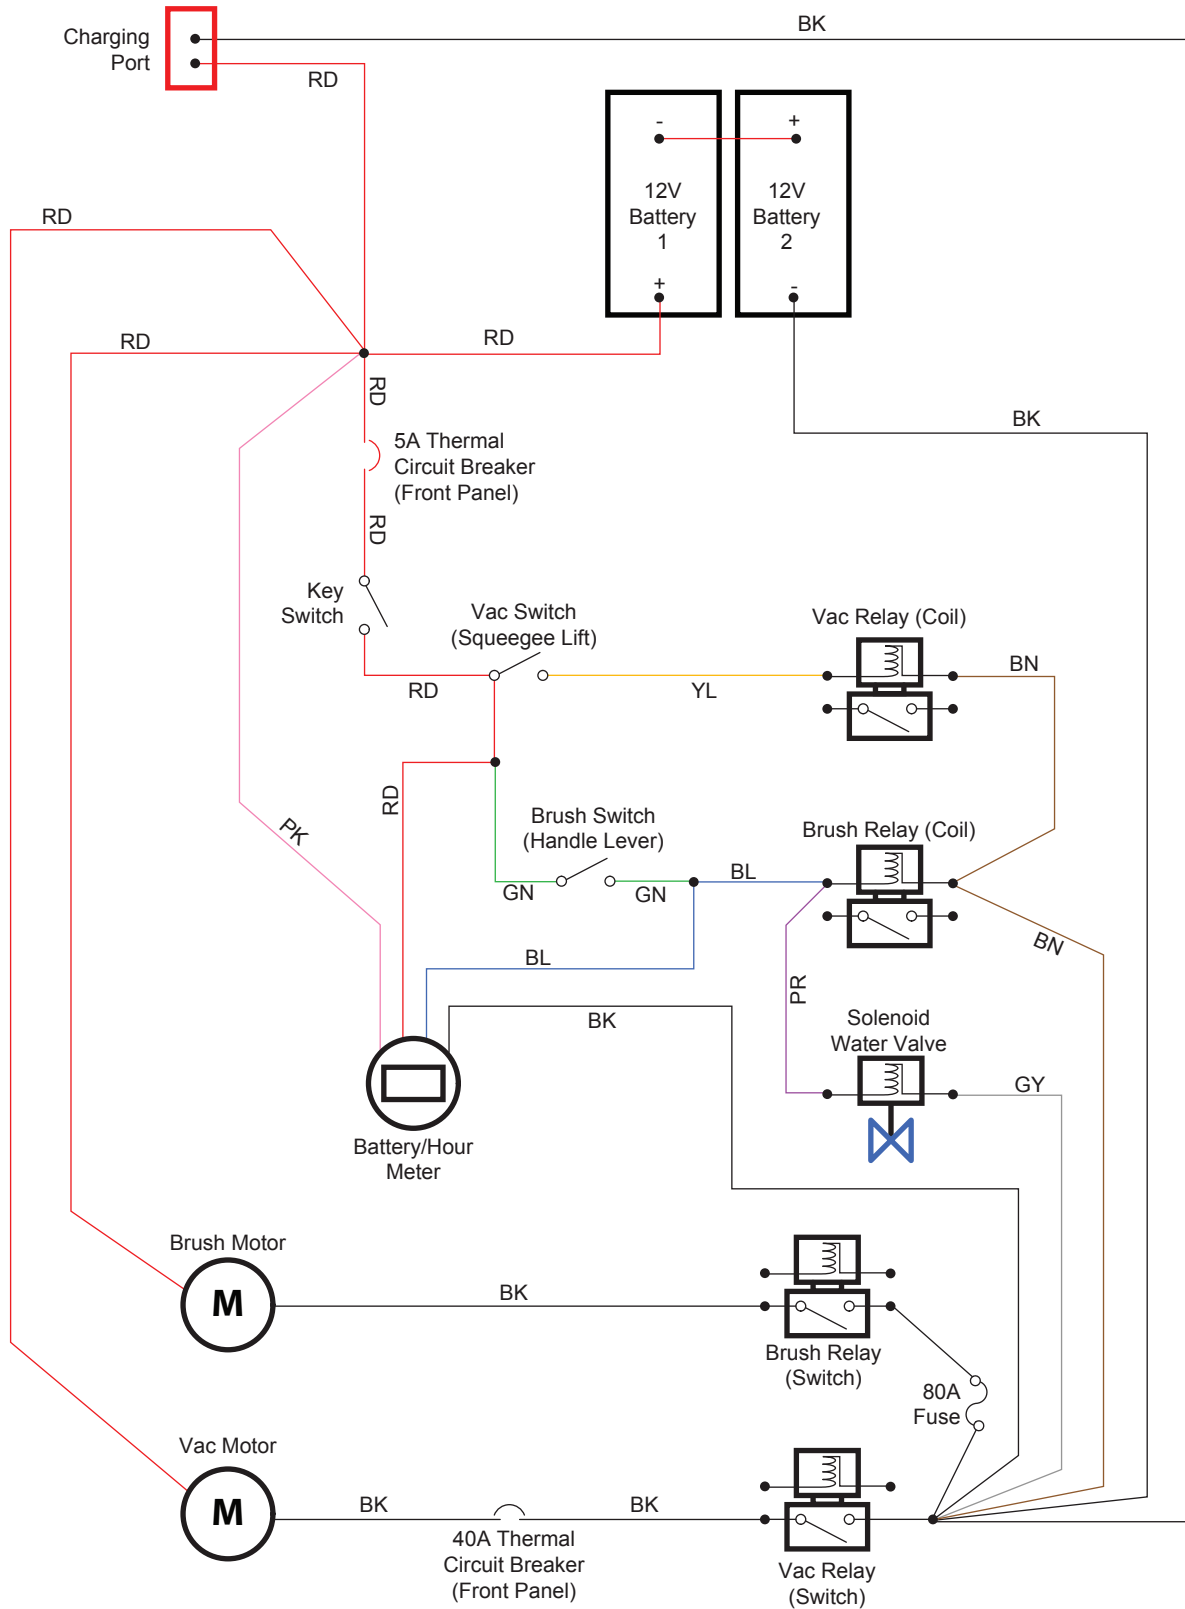 BK
Charging
Port
RD
-
+
12V
Battery
1
12V
Battery
2
+
-
RD
RD
RD
RD
BK
5A Thermal
Circuit Breaker
(Front Panel)
RD
Key
Switch
Vac Switch
(Squeegee Lift)
Vac Relay (Coil)
RD
YL
BN
RD
PK
Brush Switch
(Handle Lever)
Brush Relay (Coil)
GN
GN
BL
BN
BL
PR
BK
Solenoid
Water Valve
GY
Battery/Hour
Meter
Brush Motor
M
BK
Brush Relay
(Switch)
80A
Fuse
Vac Motor
M
BK
BK
40A Thermal
Circuit Breaker
(Front Panel)
Vac Relay
(Switch)